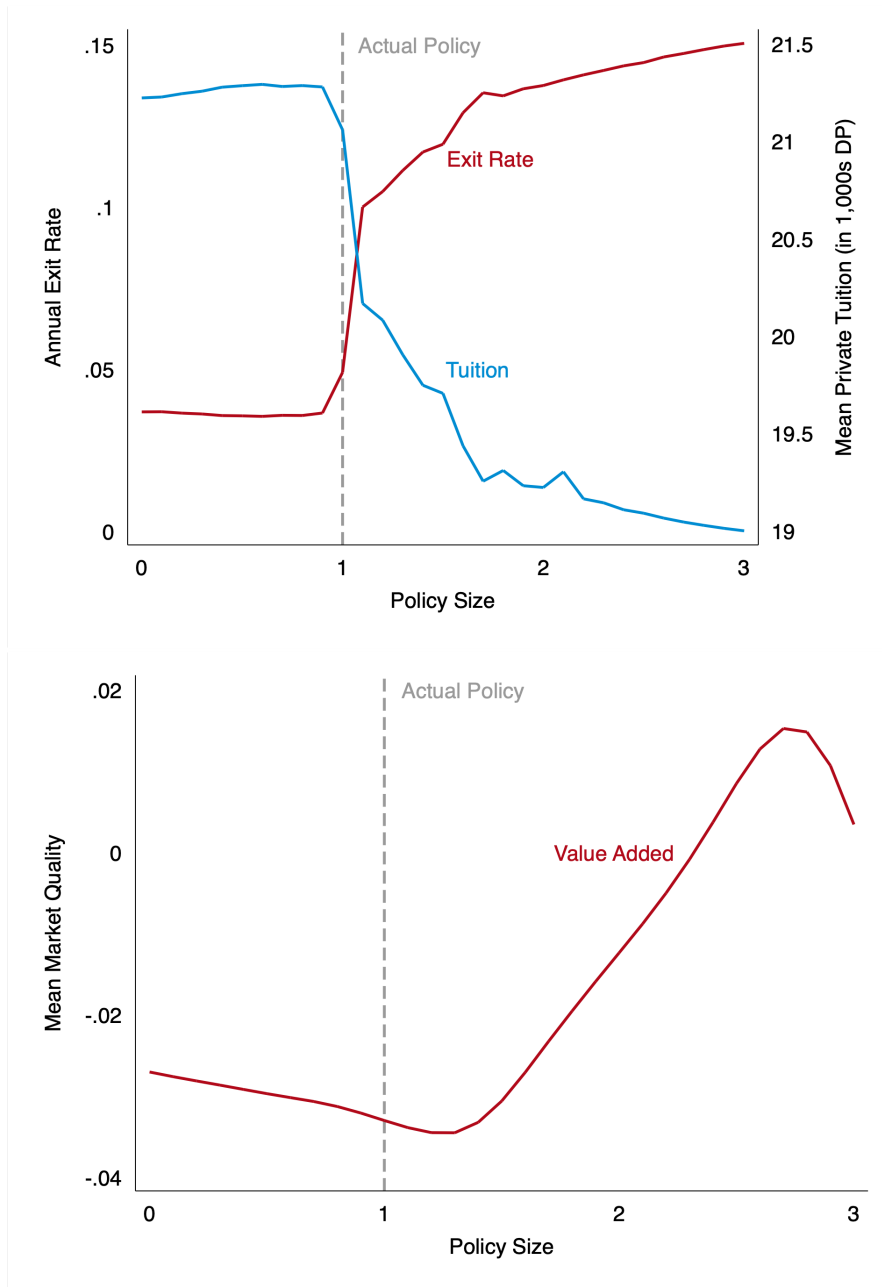 Actual Policy
.15
.1
.05
0
Annual Exit Rate
21.5
21
20.5
20
19.5
19
Mean Private Tuition (in 1,000s DP)
Exit Rate
Tuition
0 1 2 3
Policy Size
Actual Policy
.02
0
-.02
-.04
Mean Market Quality
Value Added
0 1 2 3
Policy Size